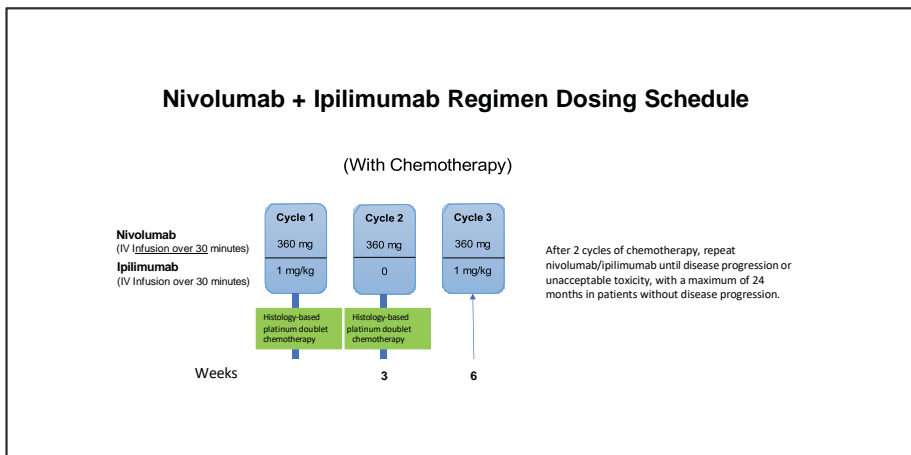 Nivolumab + Ipilimumab Regimen Dosing Schedule
(With Chemotherapy)
Nivolumab
(IV Infusion over 30 minutes)
Ipilimumab
(IV Infusion over 30 minutes)
Cycle 1
360 mg
1 mg/kg
Cycle 2
360 mg
0
Cycle 3
360 mg
1 mg/kg
Histology-based
platinum doublet
chemotherapy
Histology-based
platinum doublet
chemotherapy
Weeks
3
6
After 2 cycles of chemotherapy, repeat
nivolumab/ipilimumab until disease progression or
unacceptable toxicity, with a maximum of 24
months in patients without disease progression.